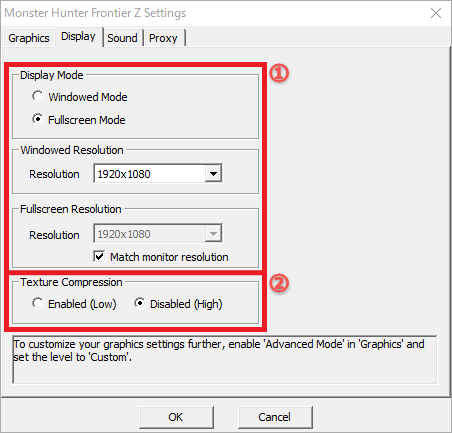 Monster Hunter Frontier Z Settings
Graphics Display Sound Proxy
①
Display Mode
Windowed Mode
Fullscreen Mode
Windowed Resolution
Resolution 1920x1080
Fullscreen Resolution
Resolution 1920x1080
Match monitor resolution
②
Texture Compression
Enabled (Low) Disabled (High)
To customize your graphics settings further, enable 'Advanced Mode' in 'Graphics' and
set the level to 'Custom'.
OK Cancel